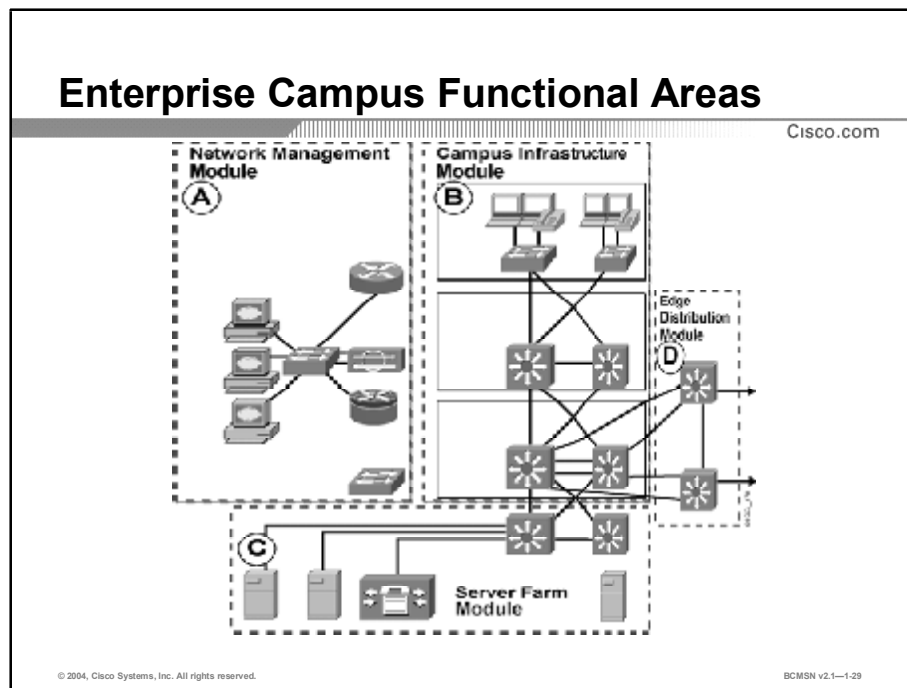 Enterprise Campus Functional Areas
Cisco.com
Network Management
Module
A
Campus Infrastructure
Module
B
Edge
Distribution
Module
D
C
Server Farm
Module
© 2004, Cisco Systems, Inc. All rights reserved.
BCMSN v2.1—1-29